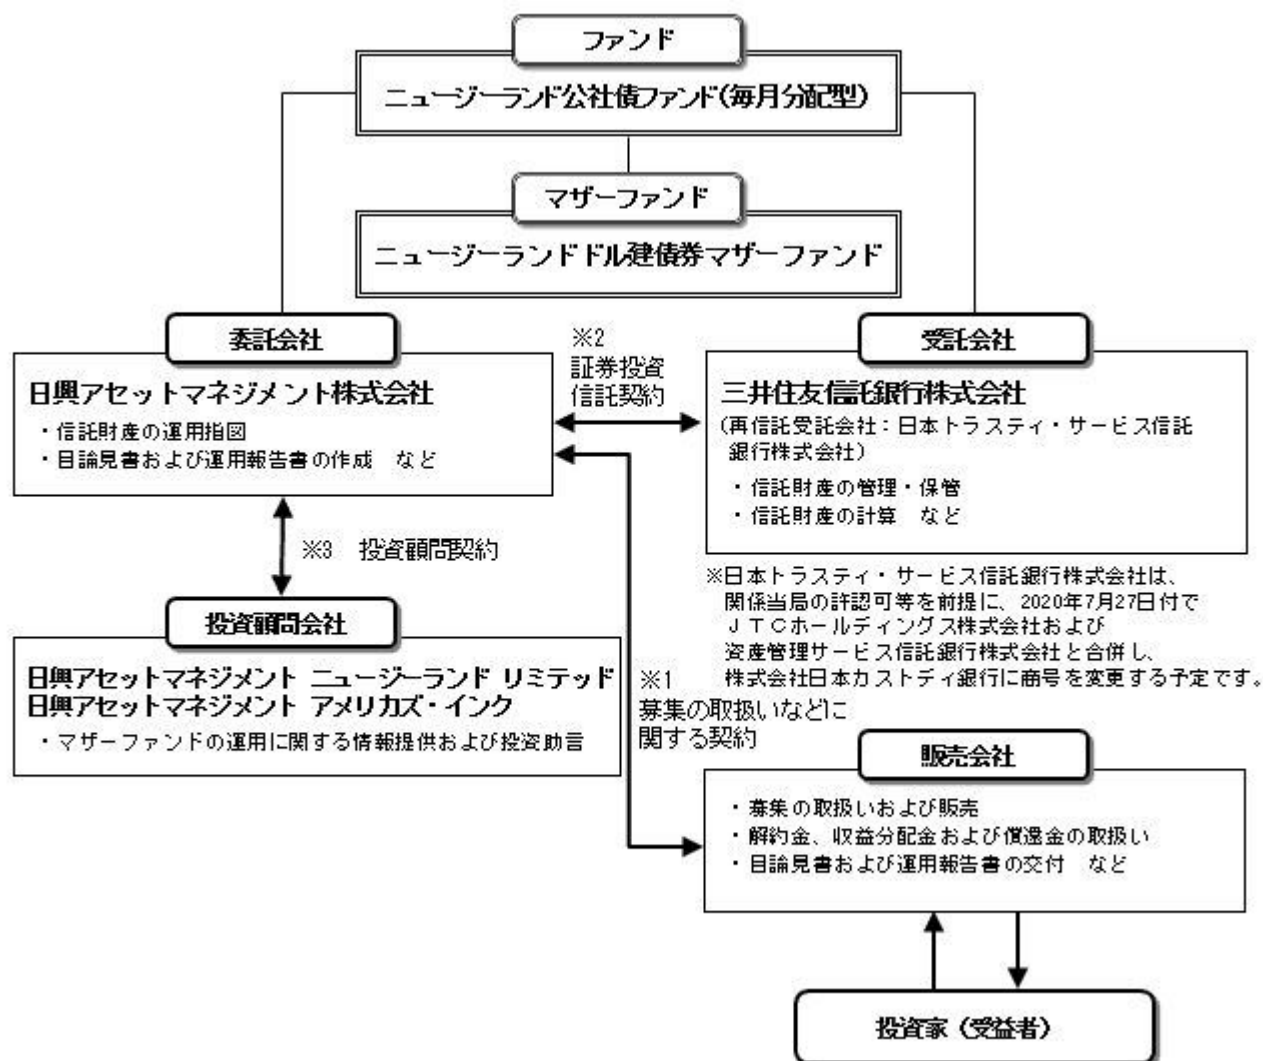 ファンド
ニュージーランド公社債ファンド(毎月分配型)
マザーファンド
ニュージーランドドル建債券マザーファンド
委託会社
日興アセットマネジメント株式会社
・信託財産の運用指図
・目論見書および運用報告書の作成　など
※2
証券投資
信託契約
受託会社
三井住友信託銀行株式会社
(再信託受託会社：日本トラスティ・サービス信託
銀行株式会社)
・信託財産の管理・保管
・信託財産の計算　など
※日本トラスティ・サービス信託銀行株式会社は、
関係当局の許認可等を前提に、2020年7月27日付で
ＪＴＣホールディングス株式会社および
資産管理サービス信託銀行株式会社と合併し、
株式会社日本カストディ銀行に商号を変更する予定です。
※3　投資顧問契約
投資顧問会社
日興アセットマネジメント ニュージーランド リミテッド
日興アセットマネジメント アメリカズ・インク
・マザーファンドの運用に関する情報提供および投資助言
※1
募集の取扱いなどに
関する契約
販売会社
・募集の取扱いおよび販売
・解約金、収益分配金および償還金の取扱い
・目論見書および運用報告書の交付　など
投資家（受益者）